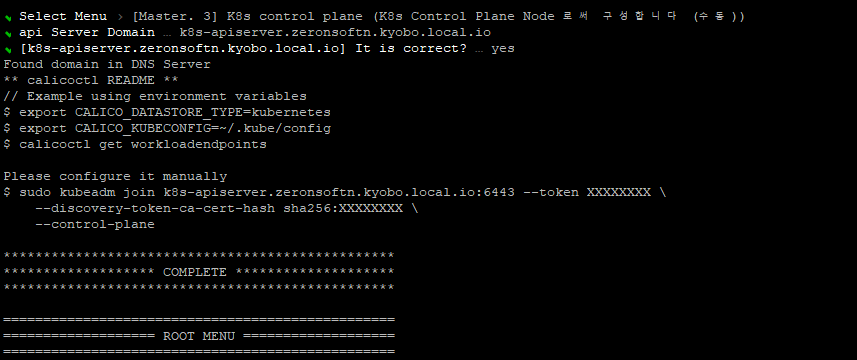 ✔ Select Menu › [Master. 3] K8s control plane (K8s Control Plane Node 로써 구성합니다 (수동))
✔ api Server Domain … k8s-apiserver.zeronsoftn.kyobo.local.io
✔ [k8s-apiserver.zeronsoftn.kyobo.local.io] It is correct? … yes
Found domain in DNS Server
** calicoctl README **
// Example using environment variables
$ export CALICO_DATASTORE_TYPE=kubernetes
$ export CALICO_KUBECONFIG=~/.kube/config
$ calicoctl get workloadendpoints
Please configure it manually
$ sudo kubeadm join k8s-apiserver.zeronsoftn.kyobo.local.io:6443 --token XXXXXXXX \
--discovery-token-ca-cert-hash sha256:XXXXXXXX \
--control-plane
*************************************************
******************* COMPLETE ********************
*************************************************
=================================================
=================== ROOT MENU ===================
=================================================